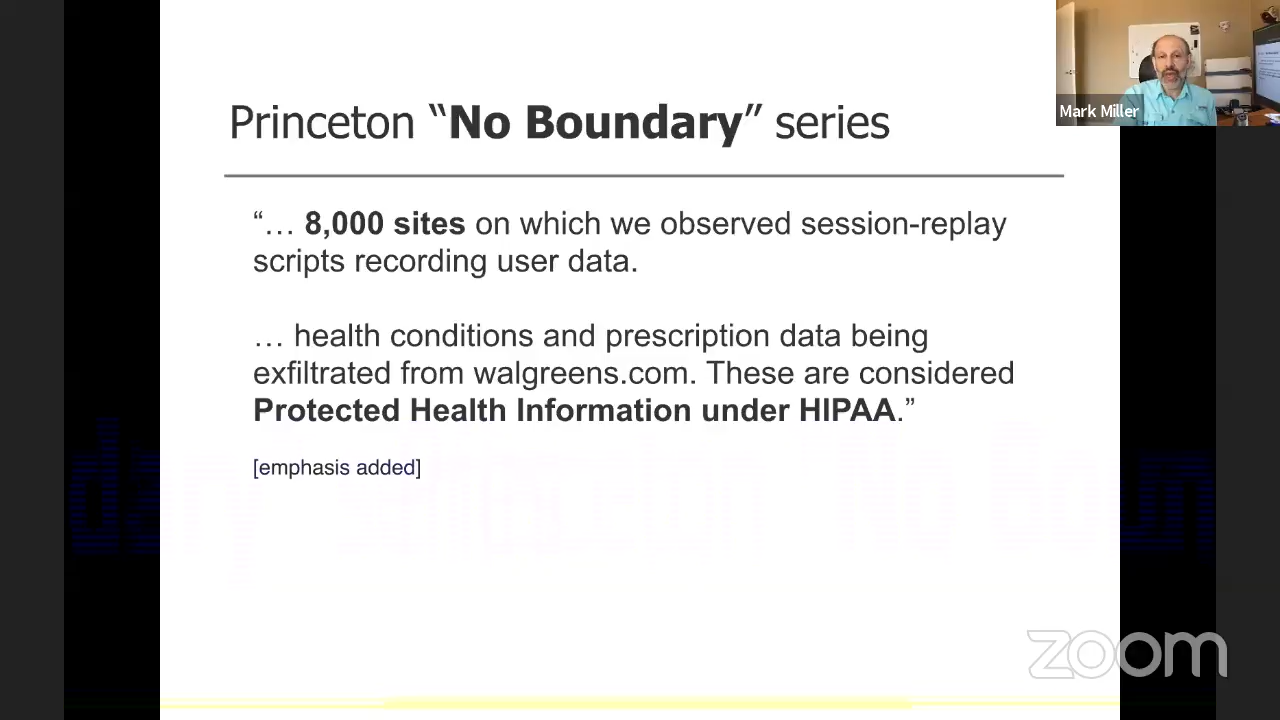 Princeton “No Boundary” series
“… 8,000 sites on which we observed session-replay
scripts recording user data.
… health conditions and prescription data being
exfiltrated from walgreens.com. These are considered
Protected Health Information under HIPAA.”
[emphasis added]
Mark Miller
zoom